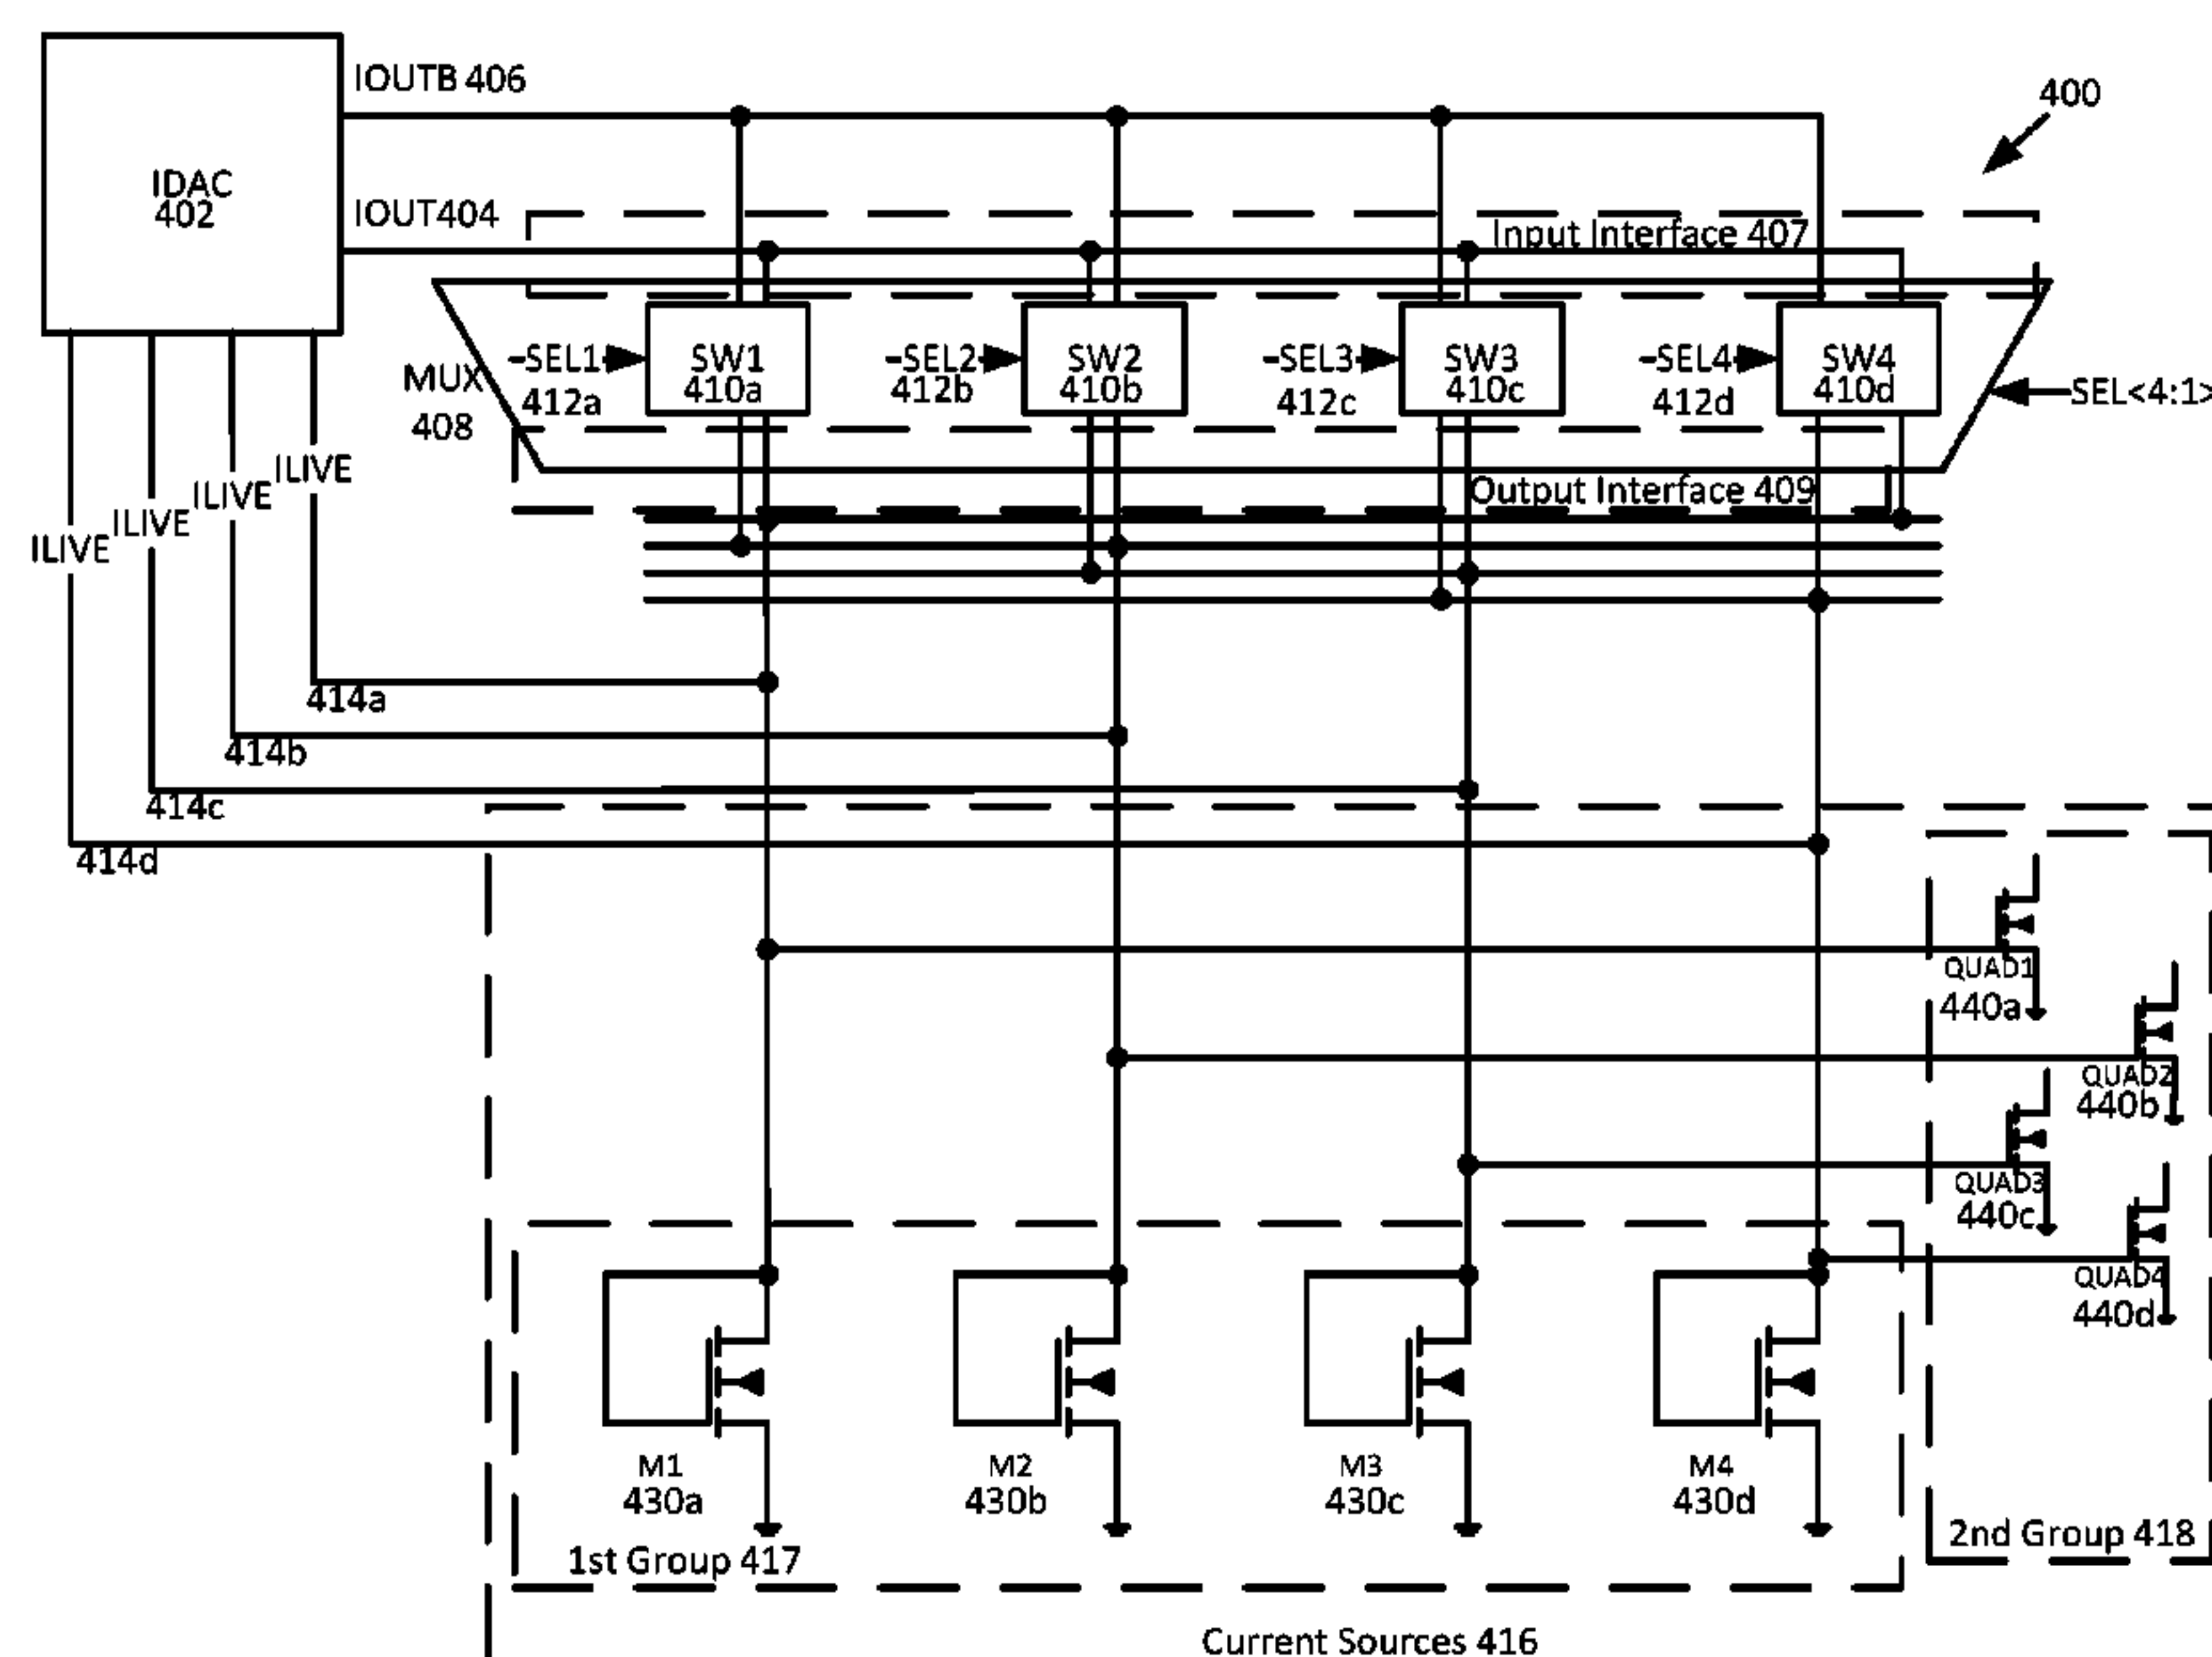 IOUTB 406
400
IDAC
402
IOUT404
Input Interface 407
MUX
408
-SEL1
412a
SW1
410a
-SEL2
412b
SW2
410b
-SEL3
412c
SW3
410c
-SEL4
412d
SW4
410d
SEL<4:1>
ILIVE
ILIVE
ILIVE
ILIVE
Output Interface 409
414a
414b
414c
414d
QUAD1
440a
QUAD2
440b
QUAD3
440c
QUAD4
440d
M1
430a
M2
430b
M3
430c
M4
430d
1st Group 417
2nd Group 418
Current Sources 416